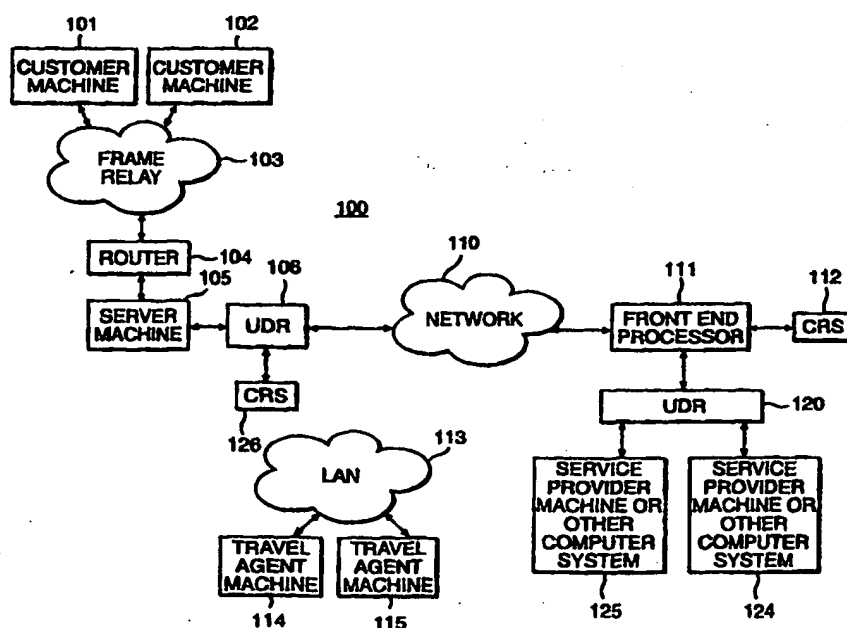 101
102
CUSTOMER
MACHINE
CUSTOMER
MACHINE
FRAME
RELAY
103
100
ROUTER
104
105
SERVER
MACHINE
106
UDR
CRS
126
110
NETWORK
111
FRONT END
PROCESSOR
112
CRS
UDR
120
113
LAN
TRAVEL
AGENT
MACHINE
TRAVEL
AGENT
MACHINE
114
115
SERVICE
PROVIDER
MACHINE OR
OTHER
COMPUTER
SYSTEM
SERVICE
PROVIDER
MACHINE OR
OTHER
COMPUTER
SYSTEM
125
124